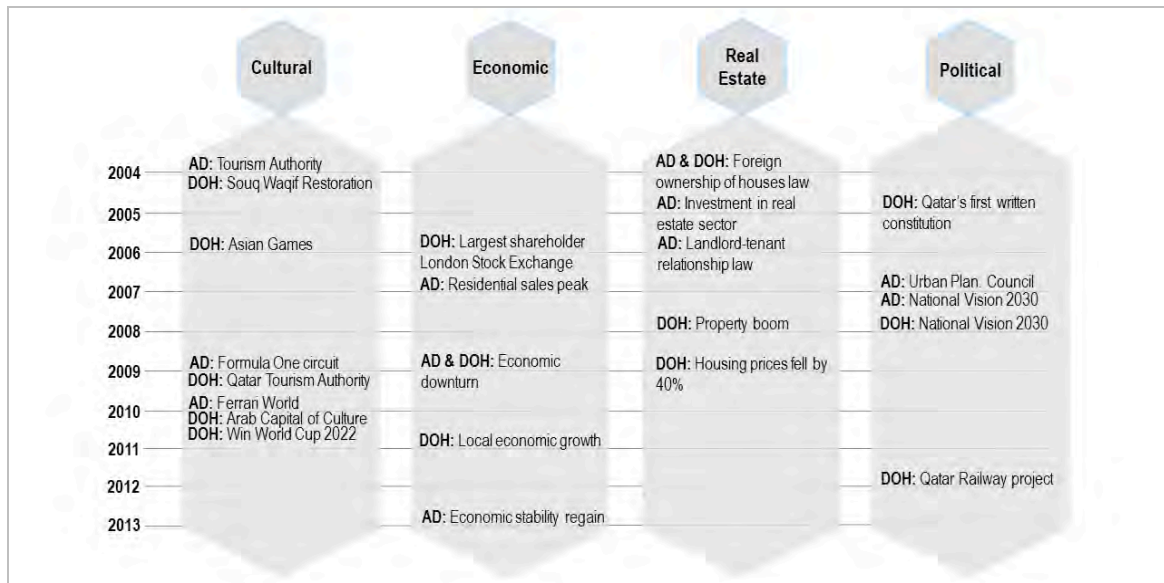 Cultural
Economic
Real
Estate
Political
2004
2005
2006
2007
2008
2009
2010
2011
2012
2013
AD: Tourism Authority
DOH: Souq Waqif Restoration
DOH: Asian Games
AD: Formula One circuit
DOH: Qatar Tourism Authority
AD: Ferrari World
DOH: Arab Capital of Culture
DOH: Win World Cup 2022
DOH: Largest shareholder
London Stock Exchange
AD: Residential sales peak
AD & DOH: Economic
downturn
DOH: Local economic growth
AD: Economic stability regain
AD & DOH: Foreign
ownership of houses law
AD: Investment in real
estate sector
AD: Landlord-tenant
relationship law
DOH: Property boom
DOH: Housing prices fell by
40%
DOH: Qatar's first written
constitution
AD: Urban Plan. Council
AD: National Vision 2030
DOH: National Vision 2030
DOH: Qatar Railway project